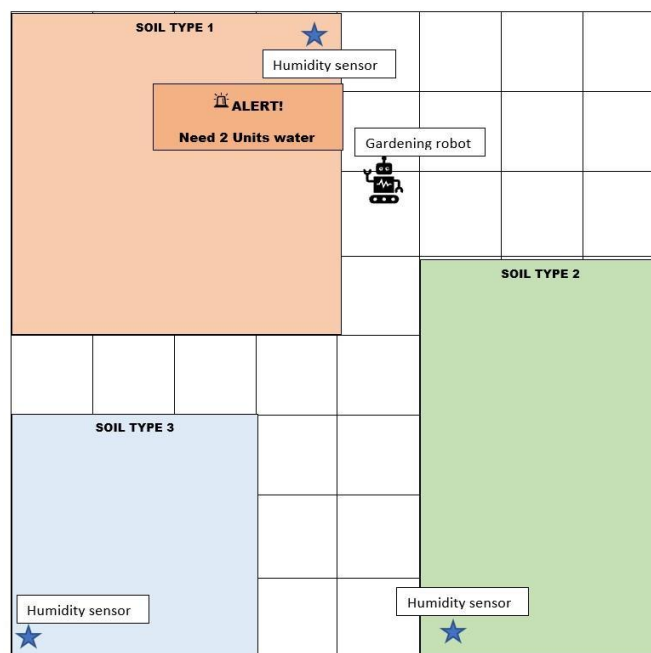 SOIL TYPE 1
Humidity sensor
ALERT!
Need 2 Units water
Gardening robot
SOIL TYPE 2
SOIL TYPE 3
Humidity sensor
Humidity sensor